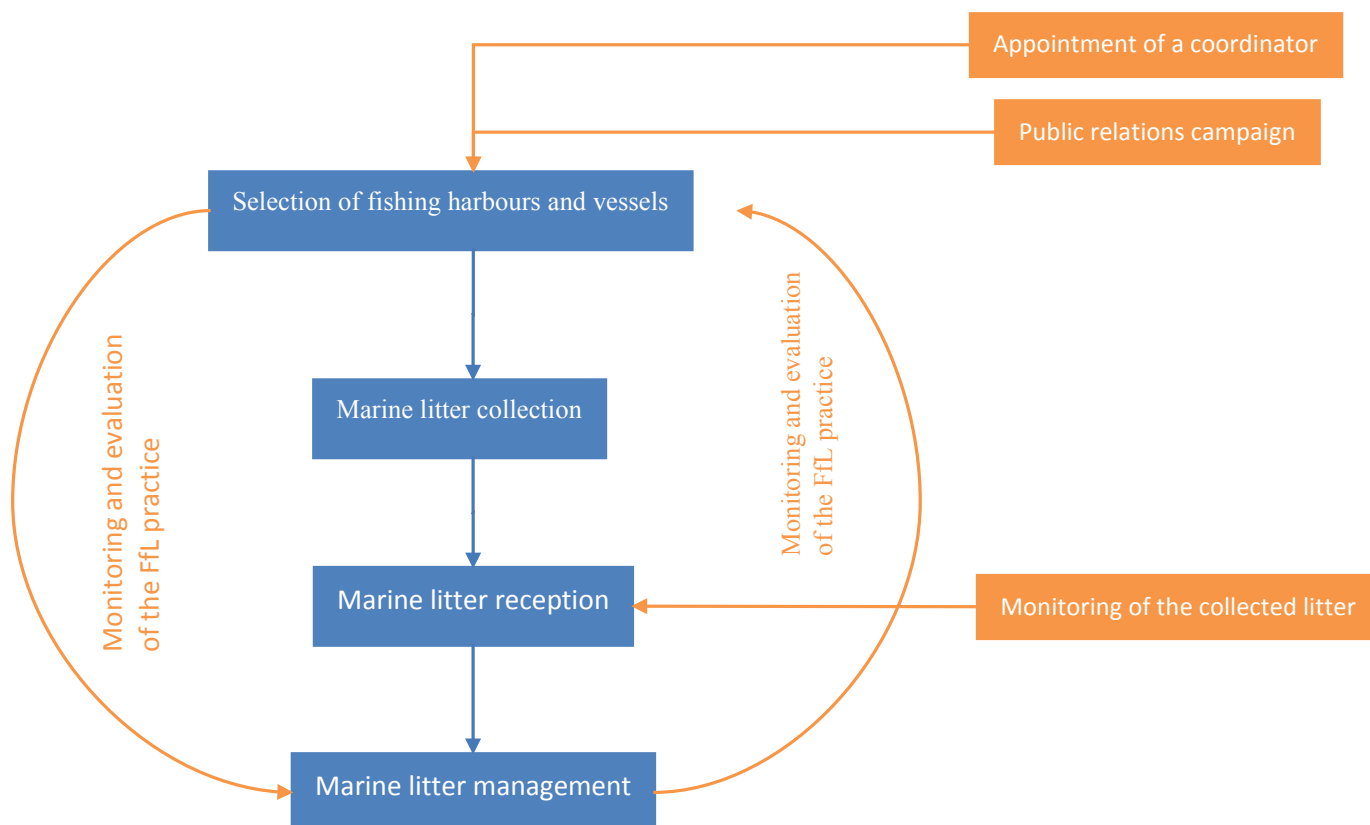 Appointment of a coordinator
Public relations campaign
Selection of fishing harbours and vessels
Monitoring and evaluation
of the FfL practice
Monitoring and evaluation
of the FfL practice
Marine litter collection
Marine litter reception
Monitoring of the collected litter
Marine litter management